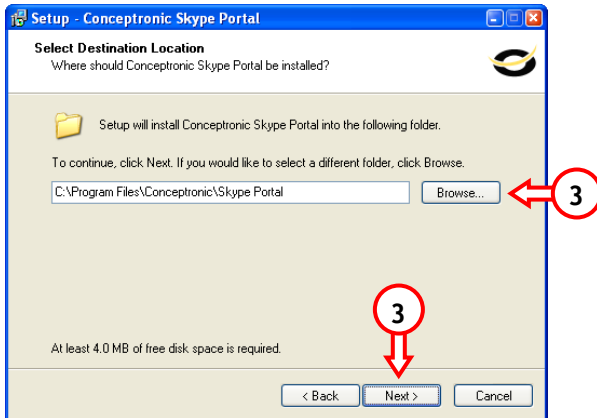 Setup - Conceptronic Skype Portal
Select Destination Location
Where should Conceptronic Skype Portal be installed?
Setup will install Conceptronic Skype Portal into the following folder.
To continue, click Next. If you would like to select a different folder, click Browse.
C:\Program Files\Conceptronic\Skype Portal
Browse...
3
3
At least 4.0 MB of free disk space is required.
< Back
Next >
Cancel